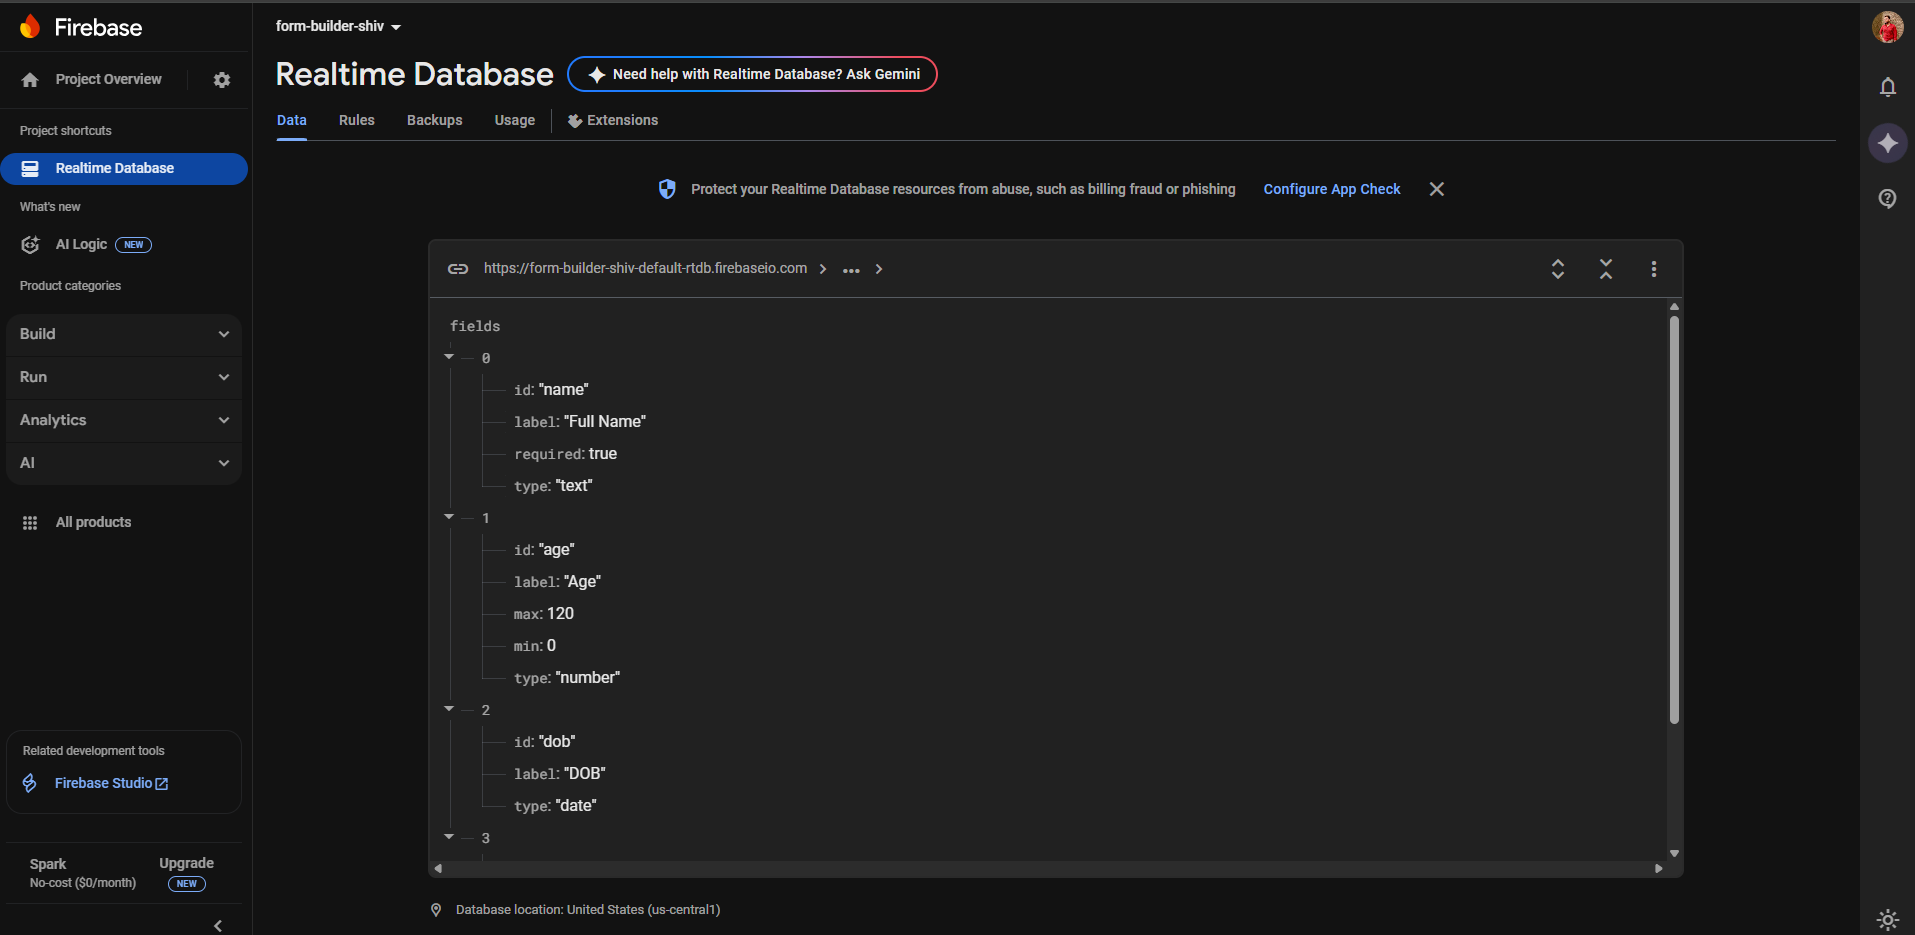 Firebase
Project Overview
Project shortcuts
Realtime Database
What's new
AI Logic NEW
Product categories
Build
Run
Analytics
AI
All products
Related development tools
Firebase Studio
Spark
No-cost ($0/month)
Upgrade
NEW
form-builder-shiv
Realtime Database
Need help with Realtime Database? Ask Gemini
Data Rules Backups Usage Extensions
Protect your Realtime Database resources from abuse, such as billing fraud or phishing Configure App Check
https://form-builder-shiv-default-rtdb.firebaseio.com
fields
0
id: "name"
label: "Full Name"
required: true
type: "text"
1
id: "age"
label: "Age"
max: 120
min: 0
type: "number"
2
id: "dob"
label: "DOB"
type: "date"
3
Database location: United States (us-central1)